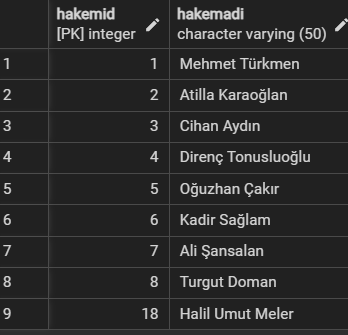 hakemid hakemadi
[PK] integer character varying (50)
1 1 Mehmet Türkmen
2 2 Atilla Karaoğlan
3 3 Cihan Aydın
4 4 Direnç Tonusluoğlu
5 5 Oğuzhan Çakır
6 6 Kadir Sağlam
7 7 Ali Şansalan
8 8 Turgut Doman
9 18 Halil Umut Meler